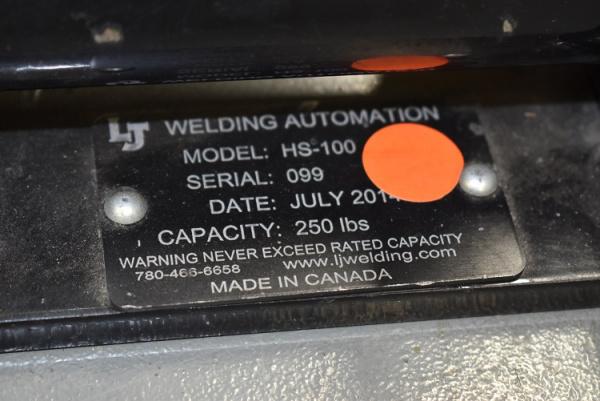 LJ WELDING AUTOMATION
MODEL: HS-100
SERIAL: 099
DATE: JULY 2014
CAPACITY: 250 lbs
WARNING NEVER EXCEED RATED CAPACITY
780-466-6658 www.ljwelding.com
MADE IN CANADA